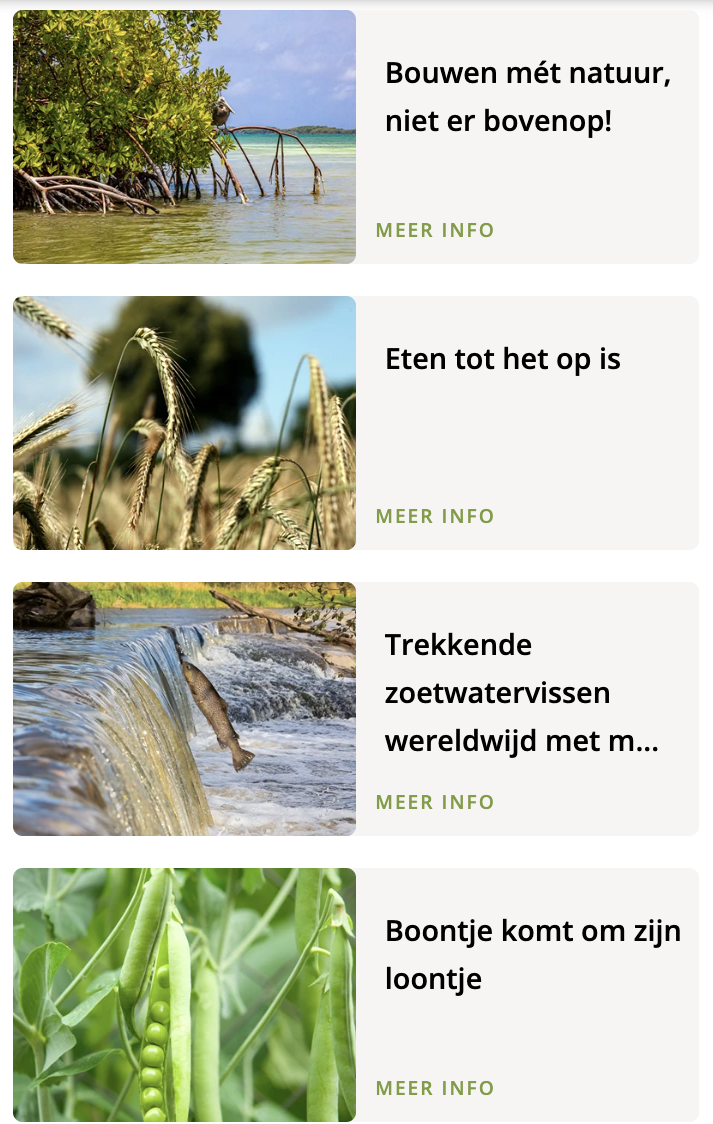 Bouwen mét natuur,
niet er bovenop!
MEER INFO
Eten tot het op is
MEER INFO
Trekkende
zoetwatervissen
wereldwijd met m...
MEER INFO
Boontje komt om zijn
loontje
MEER INFO